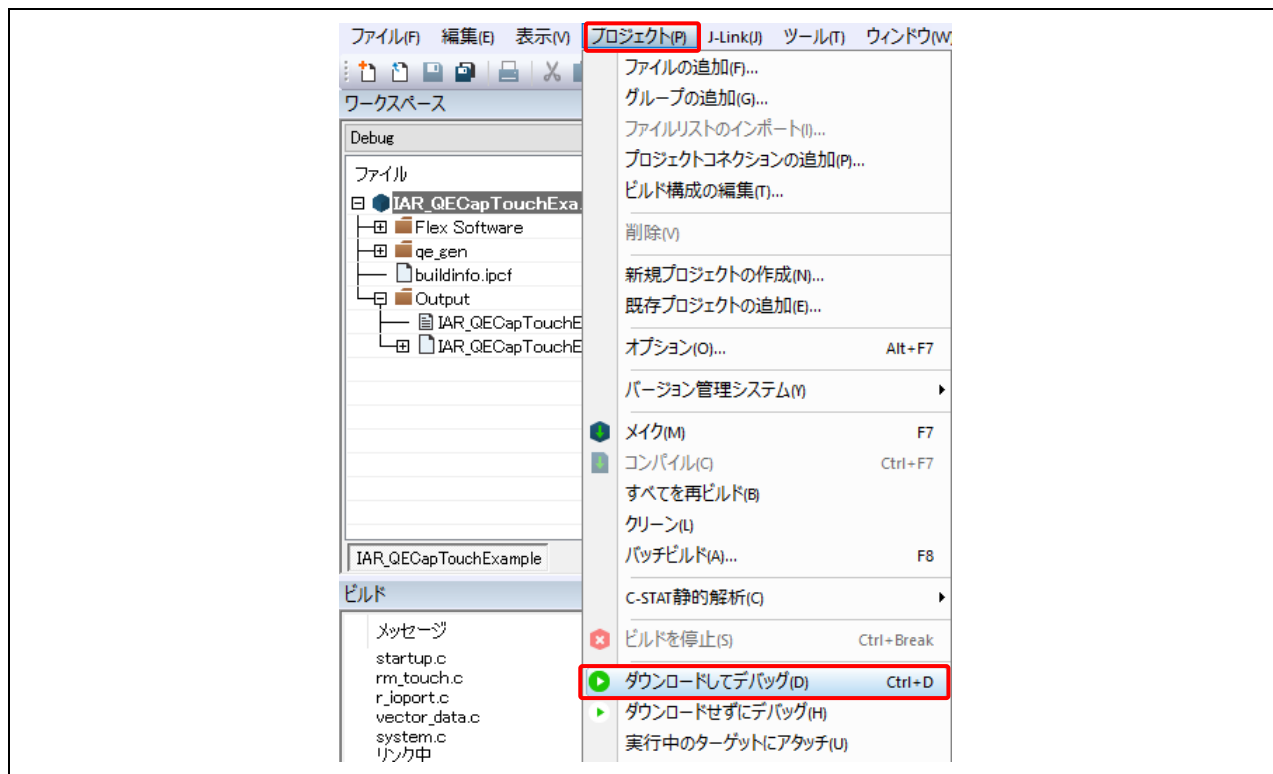 ファイル(F) 編集(E) 表示(V) プロジェクト(P) J-Link(J) ツール(T) ウィンドウ(W
ワークスペース
Debug
ファイル
IAR_QECapTouchExa
Flex Software
qe_gen
buildinfo.ipcf
Output
IAR_QECapTouchE
IAR_QECapTouchE
IAR_QECapTouchExample
ビルド
メッセージ
startup.c
rm_touch.c
r_ioport.c
vector_data.c
system.c
リンク中
ファイルの追加(F)...
グループの追加(G)...
ファイルリストのインポート(I)...
プロジェクトコネクションの追加(P)...
ビルド構成の編集(T)...
削除(V)
新規プロジェクトの作成(N)...
既存プロジェクトの追加(E)...
オプション(O)... Alt+F7
バージョン管理システム(Y)
メイク(M) F7
コンパイル(C) Ctrl+F7
すべてを再ビルド(B)
クリーン(L)
バッチビルド(A)... F8
C-STAT静的解析(C)
ビルドを停止(S) Ctrl+Break
ダウンロードしてデバッグ(D) Ctrl+D
ダウンロードせずにデバッグ(H)
実行中のターゲットにアタッチ(U)